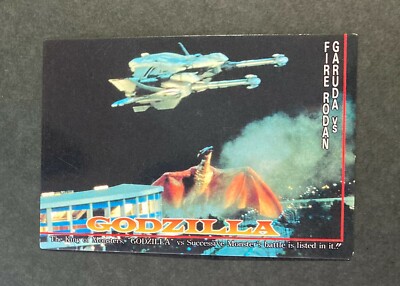 GARUDA vs
FIRE RODAN
GODZILLA
"The King of Monsters• "GODZILLA" vs Successive Monster's battle is listed in it."